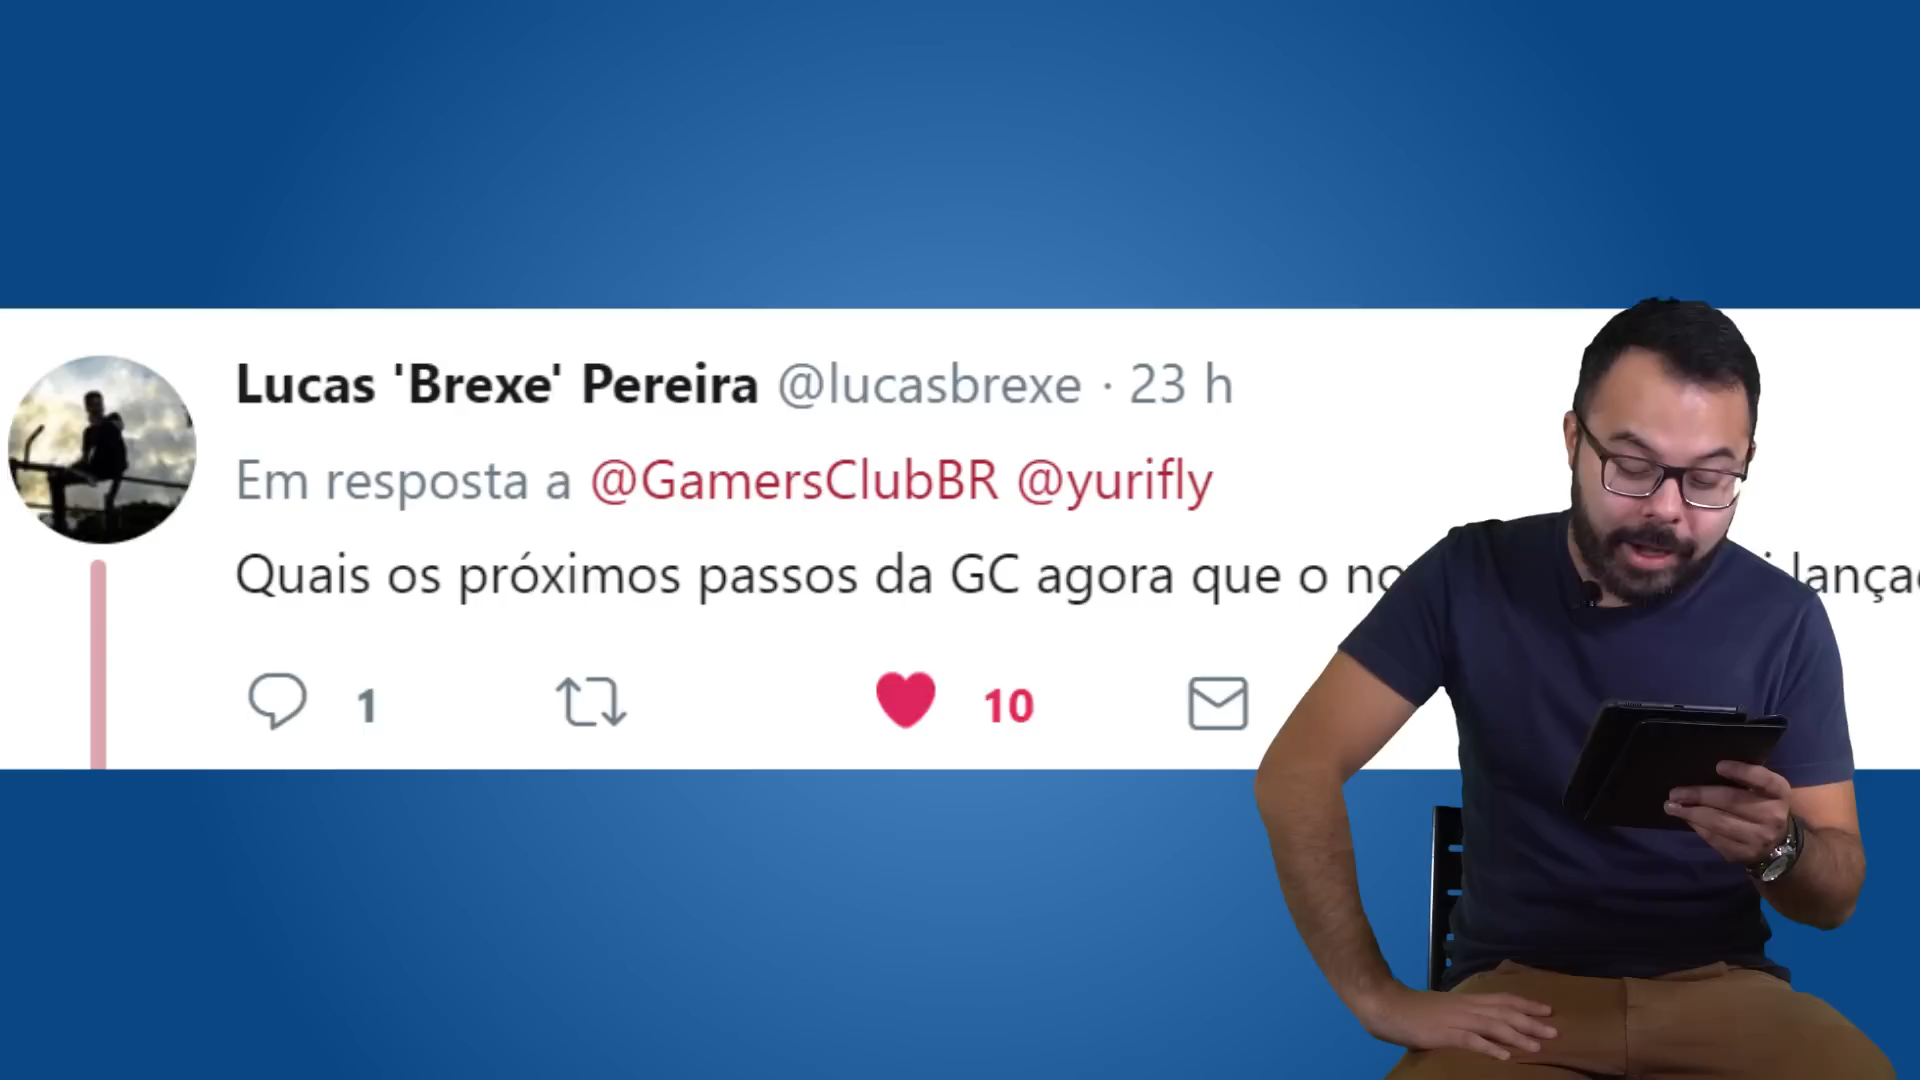 Lucas 'Brexe' Pereira @lucasbrexe · 23 h
Em resposta a @GamersClubBR @yurifly
Quais os próximos passos da GC agora que o
1 10